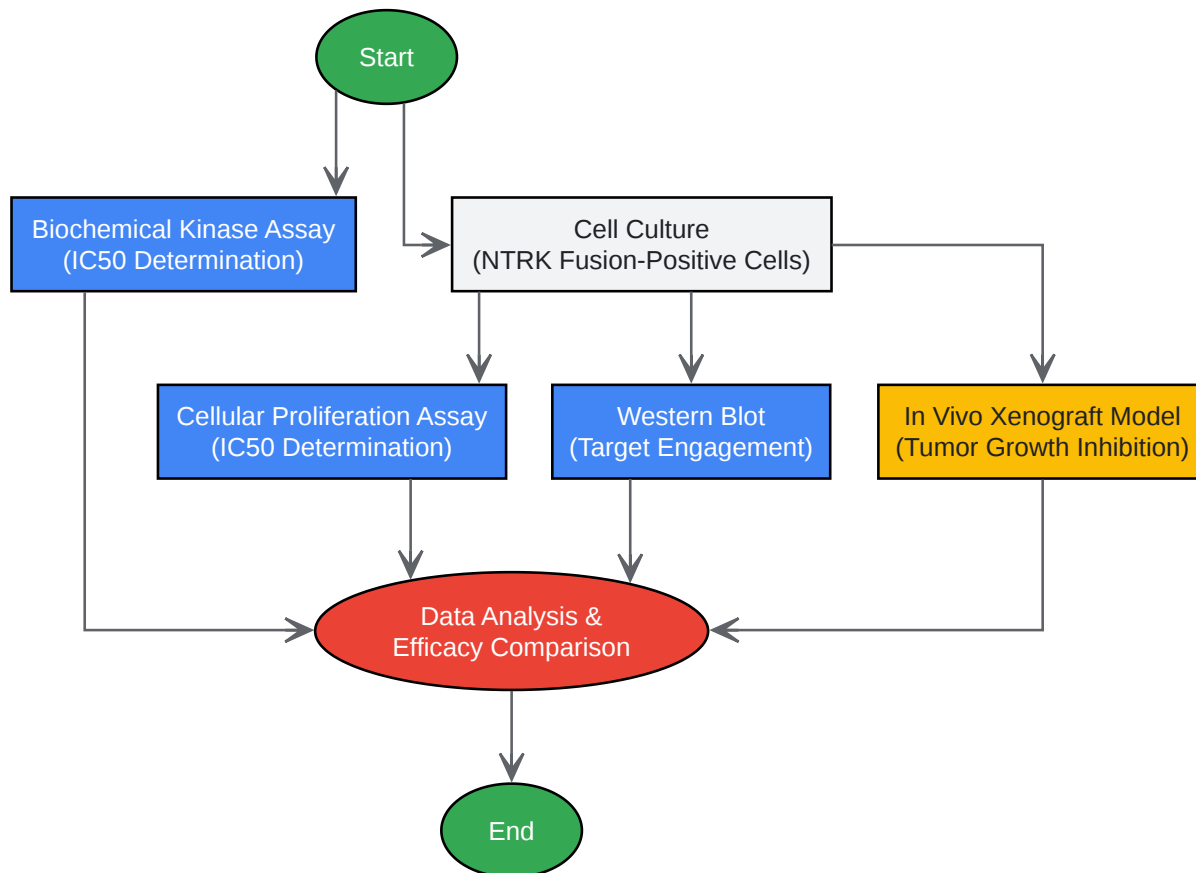 Start
Biochemical Kinase Assay
(IC50 Determination)
Cell Culture
(NTRK Fusion-Positive Cells)
Cellular Proliferation Assay
(IC50 Determination)
Western Blot
(Target Engagement)
In Vivo Xenograft Model
(Tumor Growth Inhibition)
Data Analysis &
Efficacy Comparison
End